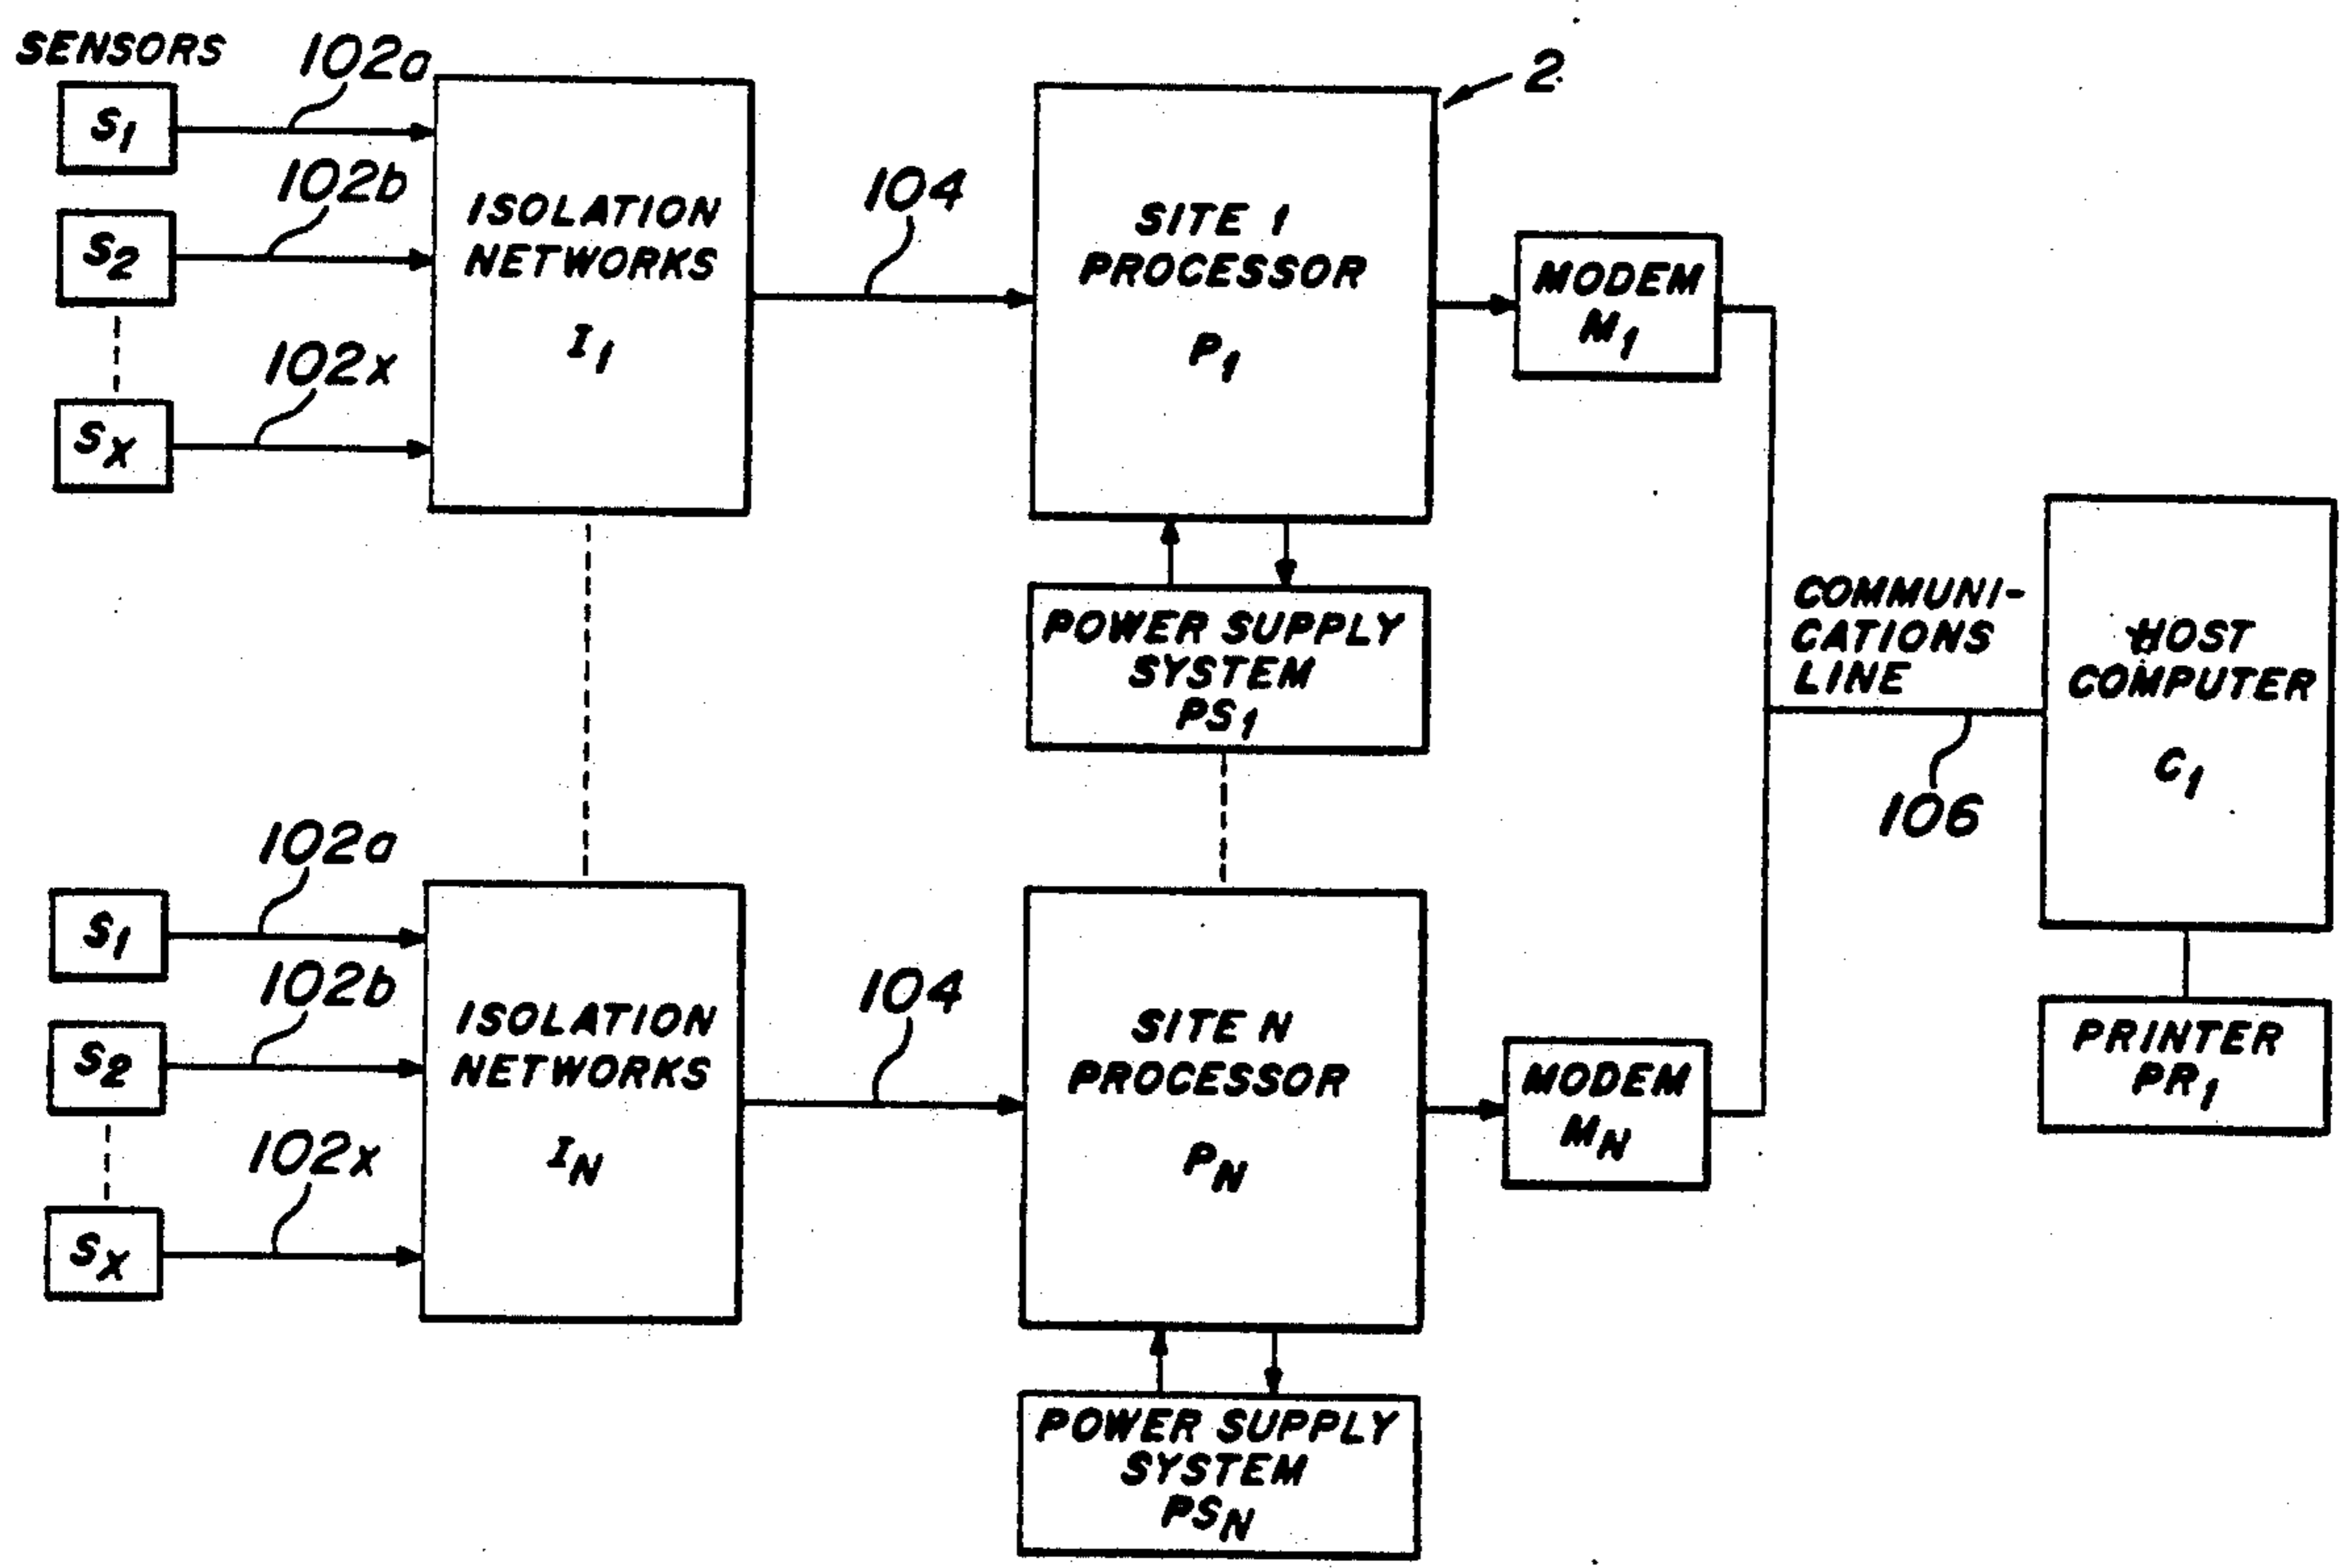 SENSORS
102a
S1
102b
S2
102x
SX
ISOLATION
NETWORKS
I1
104
2
SITE 1
PROCESSOR
P1
MODEM
M1
POWER SUPPLY
SYSTEM
PS1
COMMUNI-
CATIONS
LINE
106
HOST
COMPUTER
C1
PRINTER
PR1
102a
S1
102b
S2
102x
SX
ISOLATION
NETWORKS
IN
104
SITE N
PROCESSOR
PN
MODEM
MN
POWER SUPPLY
SYSTEM
PSN